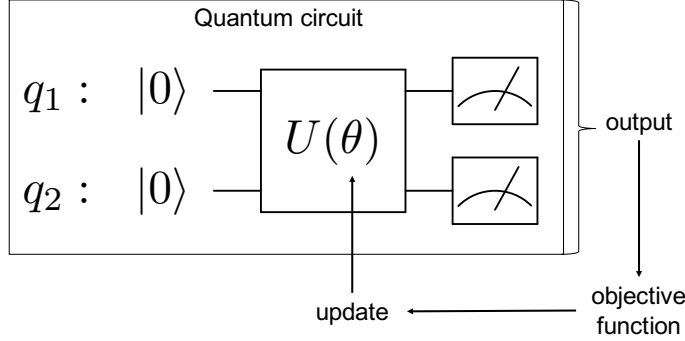 Quantum circuit
q₁ : |0⟩
U(θ)
q₂ : |0⟩
output
objective
function
update